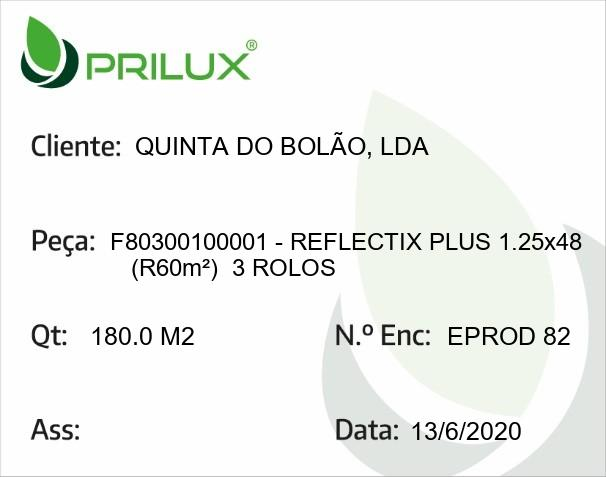 PRILUX®
Cliente: QUINTA DO BOLÃO, LDA
Peça: F80300100001 - REFLECTIX PLUS 1.25x48
(R60m²) 3 ROLOS
Qt: 180.0 M2 N.º Enc: EPROD 82
Ass: Data: 13/6/2020